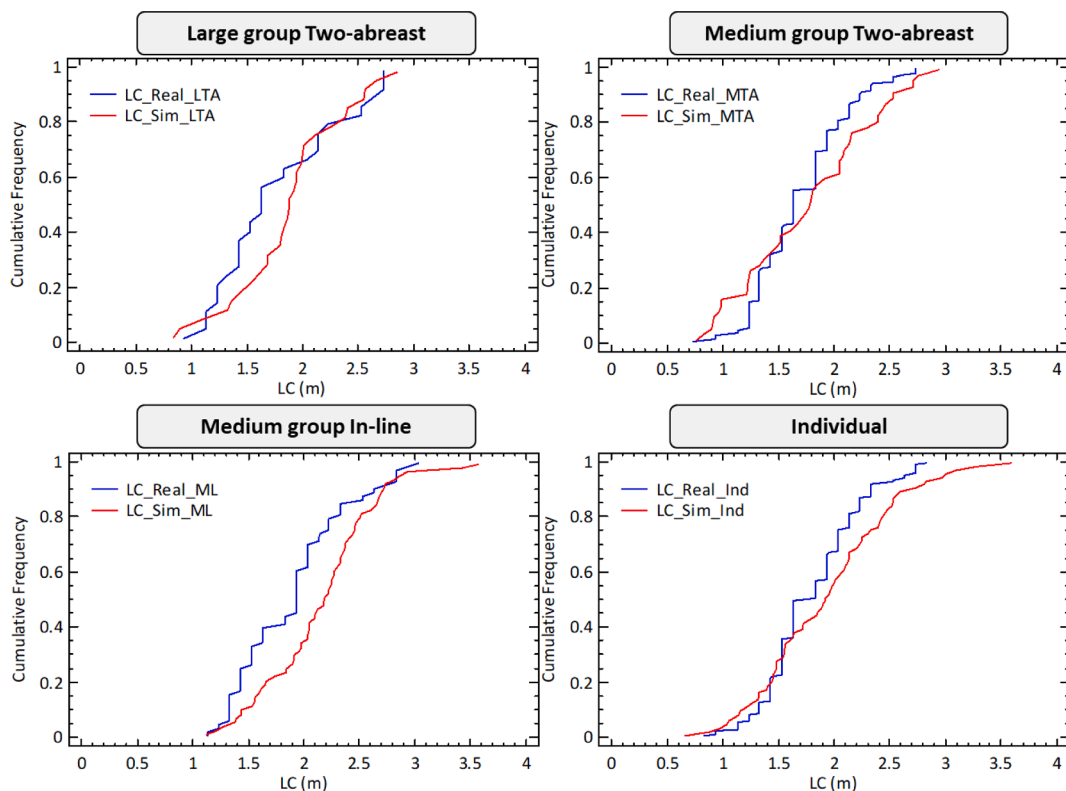 Large group Two-abreast
Medium group Two-abreast
1
LC_Real_LTA
LC_Sim_LTA
0.8
0.6
0.4
0.2
0
Cumulative Frequency
0 0.5 1 1.5 2 2.5 3 3.5 4
LC (m)
1
LC_Real_MTA
LC_Sim_MTA
0.8
0.6
0.4
0.2
0
Cumulative Frequency
0 0.5 1 1.5 2 2.5 3 3.5 4
LC (m)
Medium group In-line
Individual
1
LC_Real_ML
LC_Sim_ML
0.8
0.6
0.4
0.2
0
Cumulative Frequency
0 0.5 1 1.5 2 2.5 3 3.5 4
LC (m)
1
LC_Real_Ind
LC_Sim_Ind
0.8
0.6
0.4
0.2
0
Cumulative Frequency
0 0.5 1 1.5 2 2.5 3 3.5 4
LC (m)